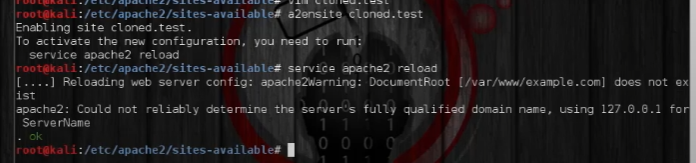 root@kali:/etc/apache2/sites-available# vim cloned.test
root@kali:/etc/apache2/sites-available# a2ensite cloned.test
Enabling site cloned.test.
To activate the new configuration, you need to run:
  service apache2 reload
root@kali:/etc/apache2/sites-available# service apache2 reload
[....] Reloading web server config: apache2Warning: DocumentRoot [/var/www/example.com] does not ex
ist
apache2: Could not reliably determine the server's fully qualified domain name, using 127.0.0.1 for
 ServerName
. ok
root@kali:/etc/apache2/sites-available#